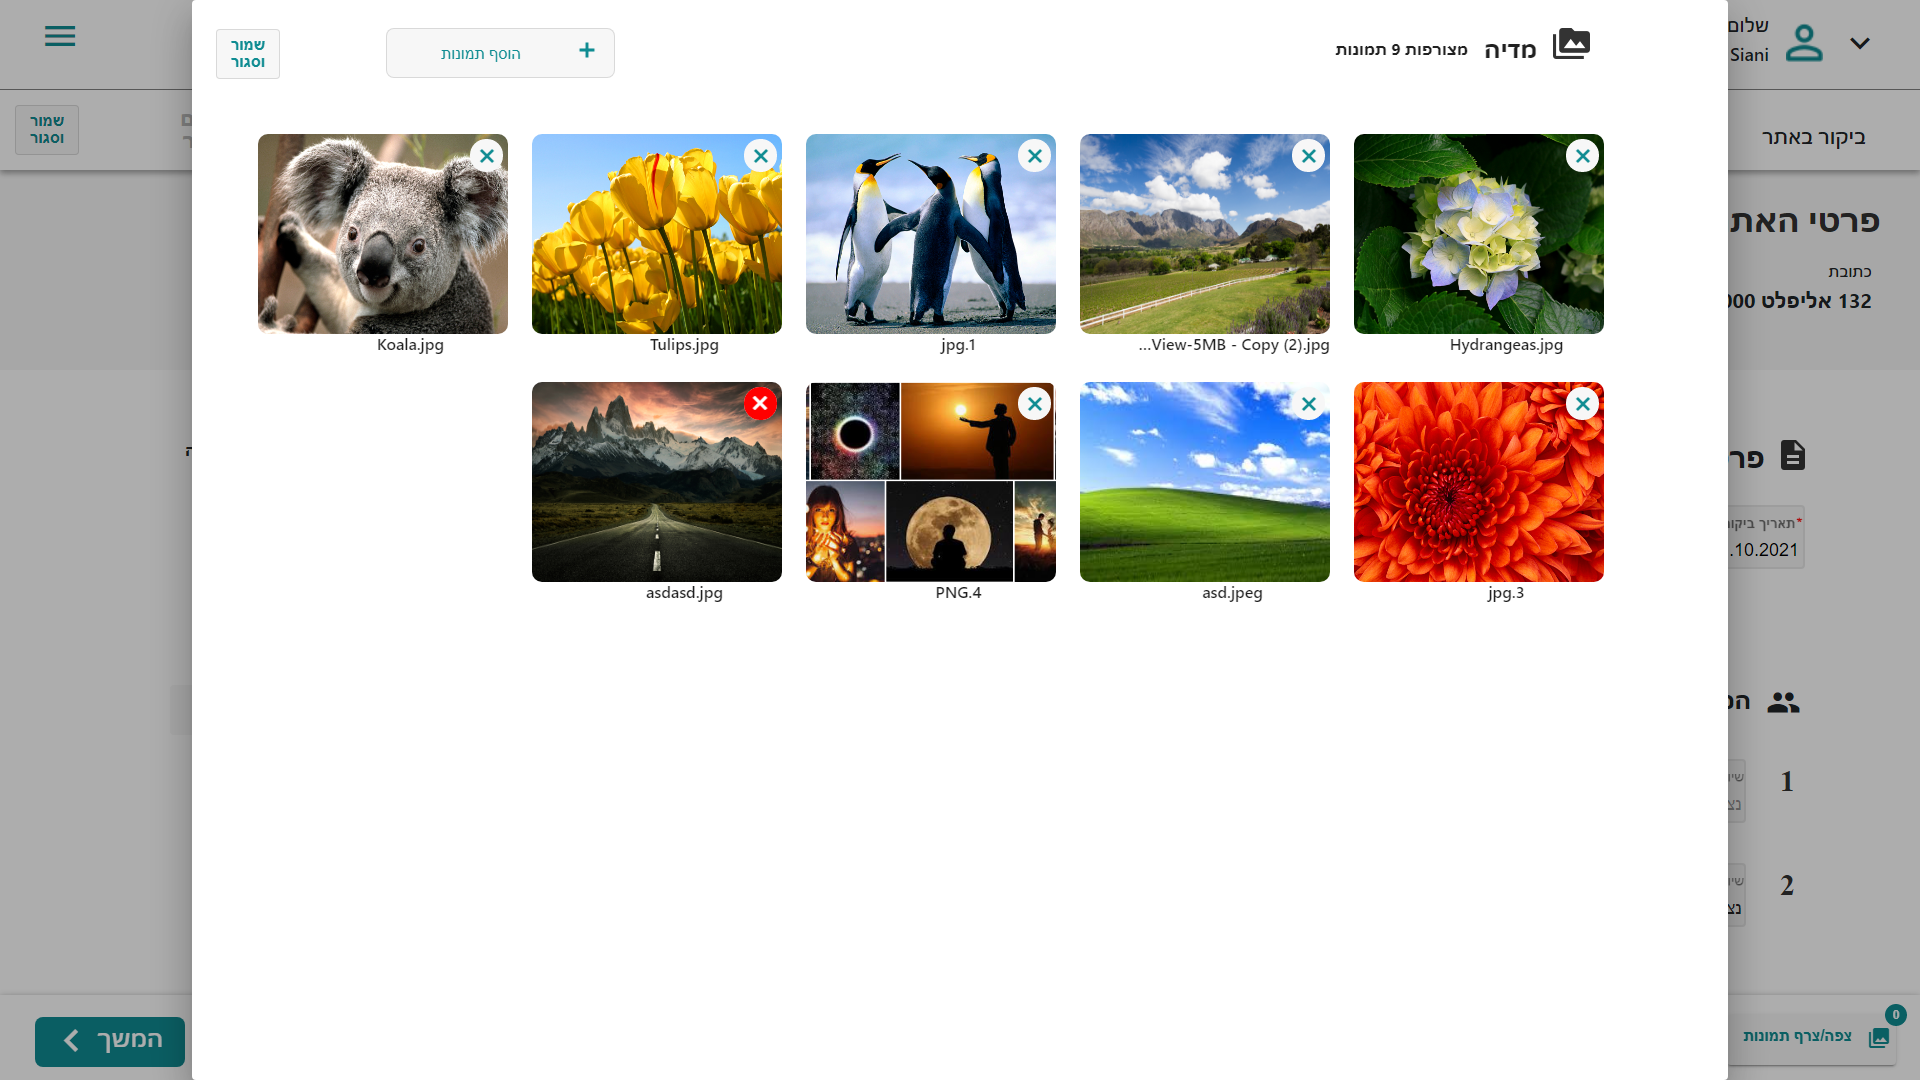 שלום
Siani
ביקור באתר
שמור
וסגור
פרטי האת
כתובת
132 אליפלט 000
פר
*תאריך ביקור
.10.2021
1
2
צפה/צרף תמונות
0
המשך
מדיה
מצורפות 9 תמונות
+ הוסף תמונות
שמור
וסגור
Hydrangeas.jpg
...View-5MB - Copy (2).jpg
jpg.1
Tulips.jpg
Koala.jpg
jpg.3
asd.jpeg
PNG.4
asdasd.jpg